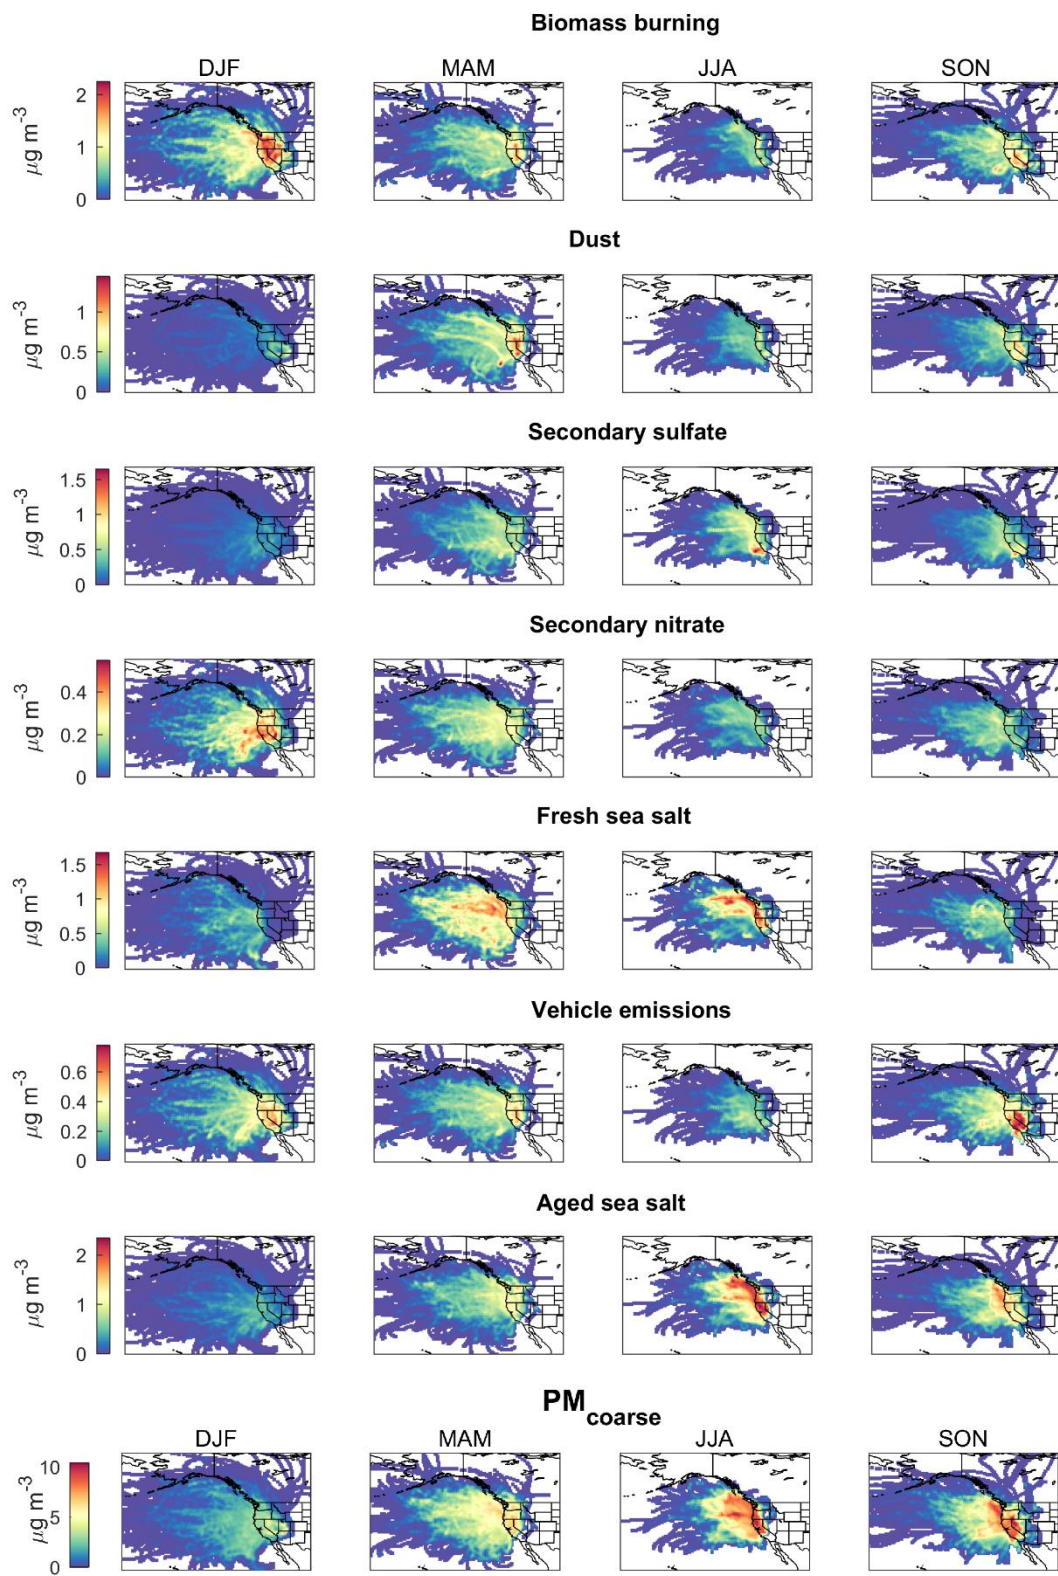 Biomass burning
DJF MAM JJA SON
2
1
0
μg m⁻³
Dust
1
0.5
0
μg m⁻³
Secondary sulfate
1.5
1
0.5
0
μg m⁻³
Secondary nitrate
0.4
0.2
0
μg m⁻³
Fresh sea salt
1.5
1
0.5
0
μg m⁻³
Vehicle emissions
0.6
0.4
0.2
0
μg m⁻³
Aged sea salt
2
1
0
μg m⁻³
PMcoarse
DJF MAM JJA SON
10
5
0
μg m⁻³